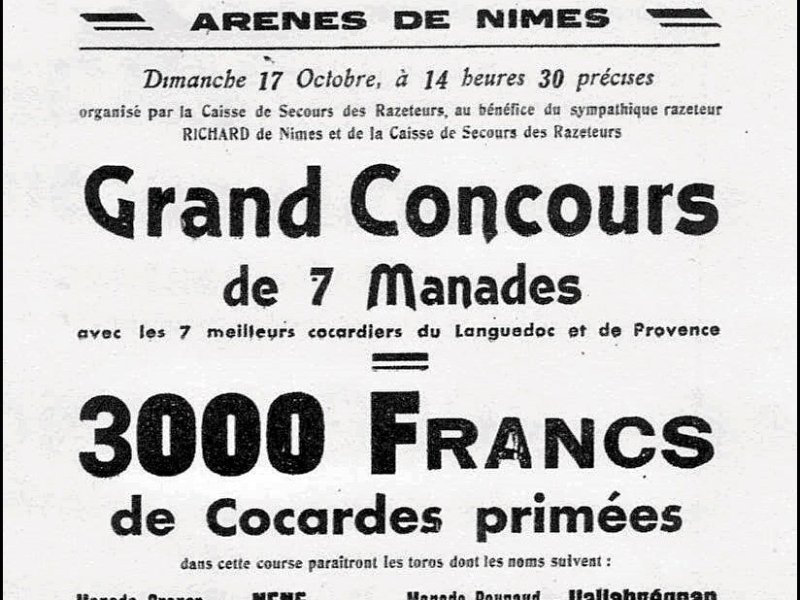 ARENES DE NIMES
Dimanche 17 Octobre, à 14 heures 30 précises
organisé par la Caisse de Secours des Razeteurs, au bénéfice du sympathique razeteur
RICHARD de Nimes et de la Caisse de Secours des Razeteurs
Grand Concours
de 7 Manades
avec les 7 meilleurs cocardiers du Languedoc et de Provence
3000 FRANCS
de Cocardes primées
dans cette course paraîtront les toros dont les noms suivent :
Manade Manade